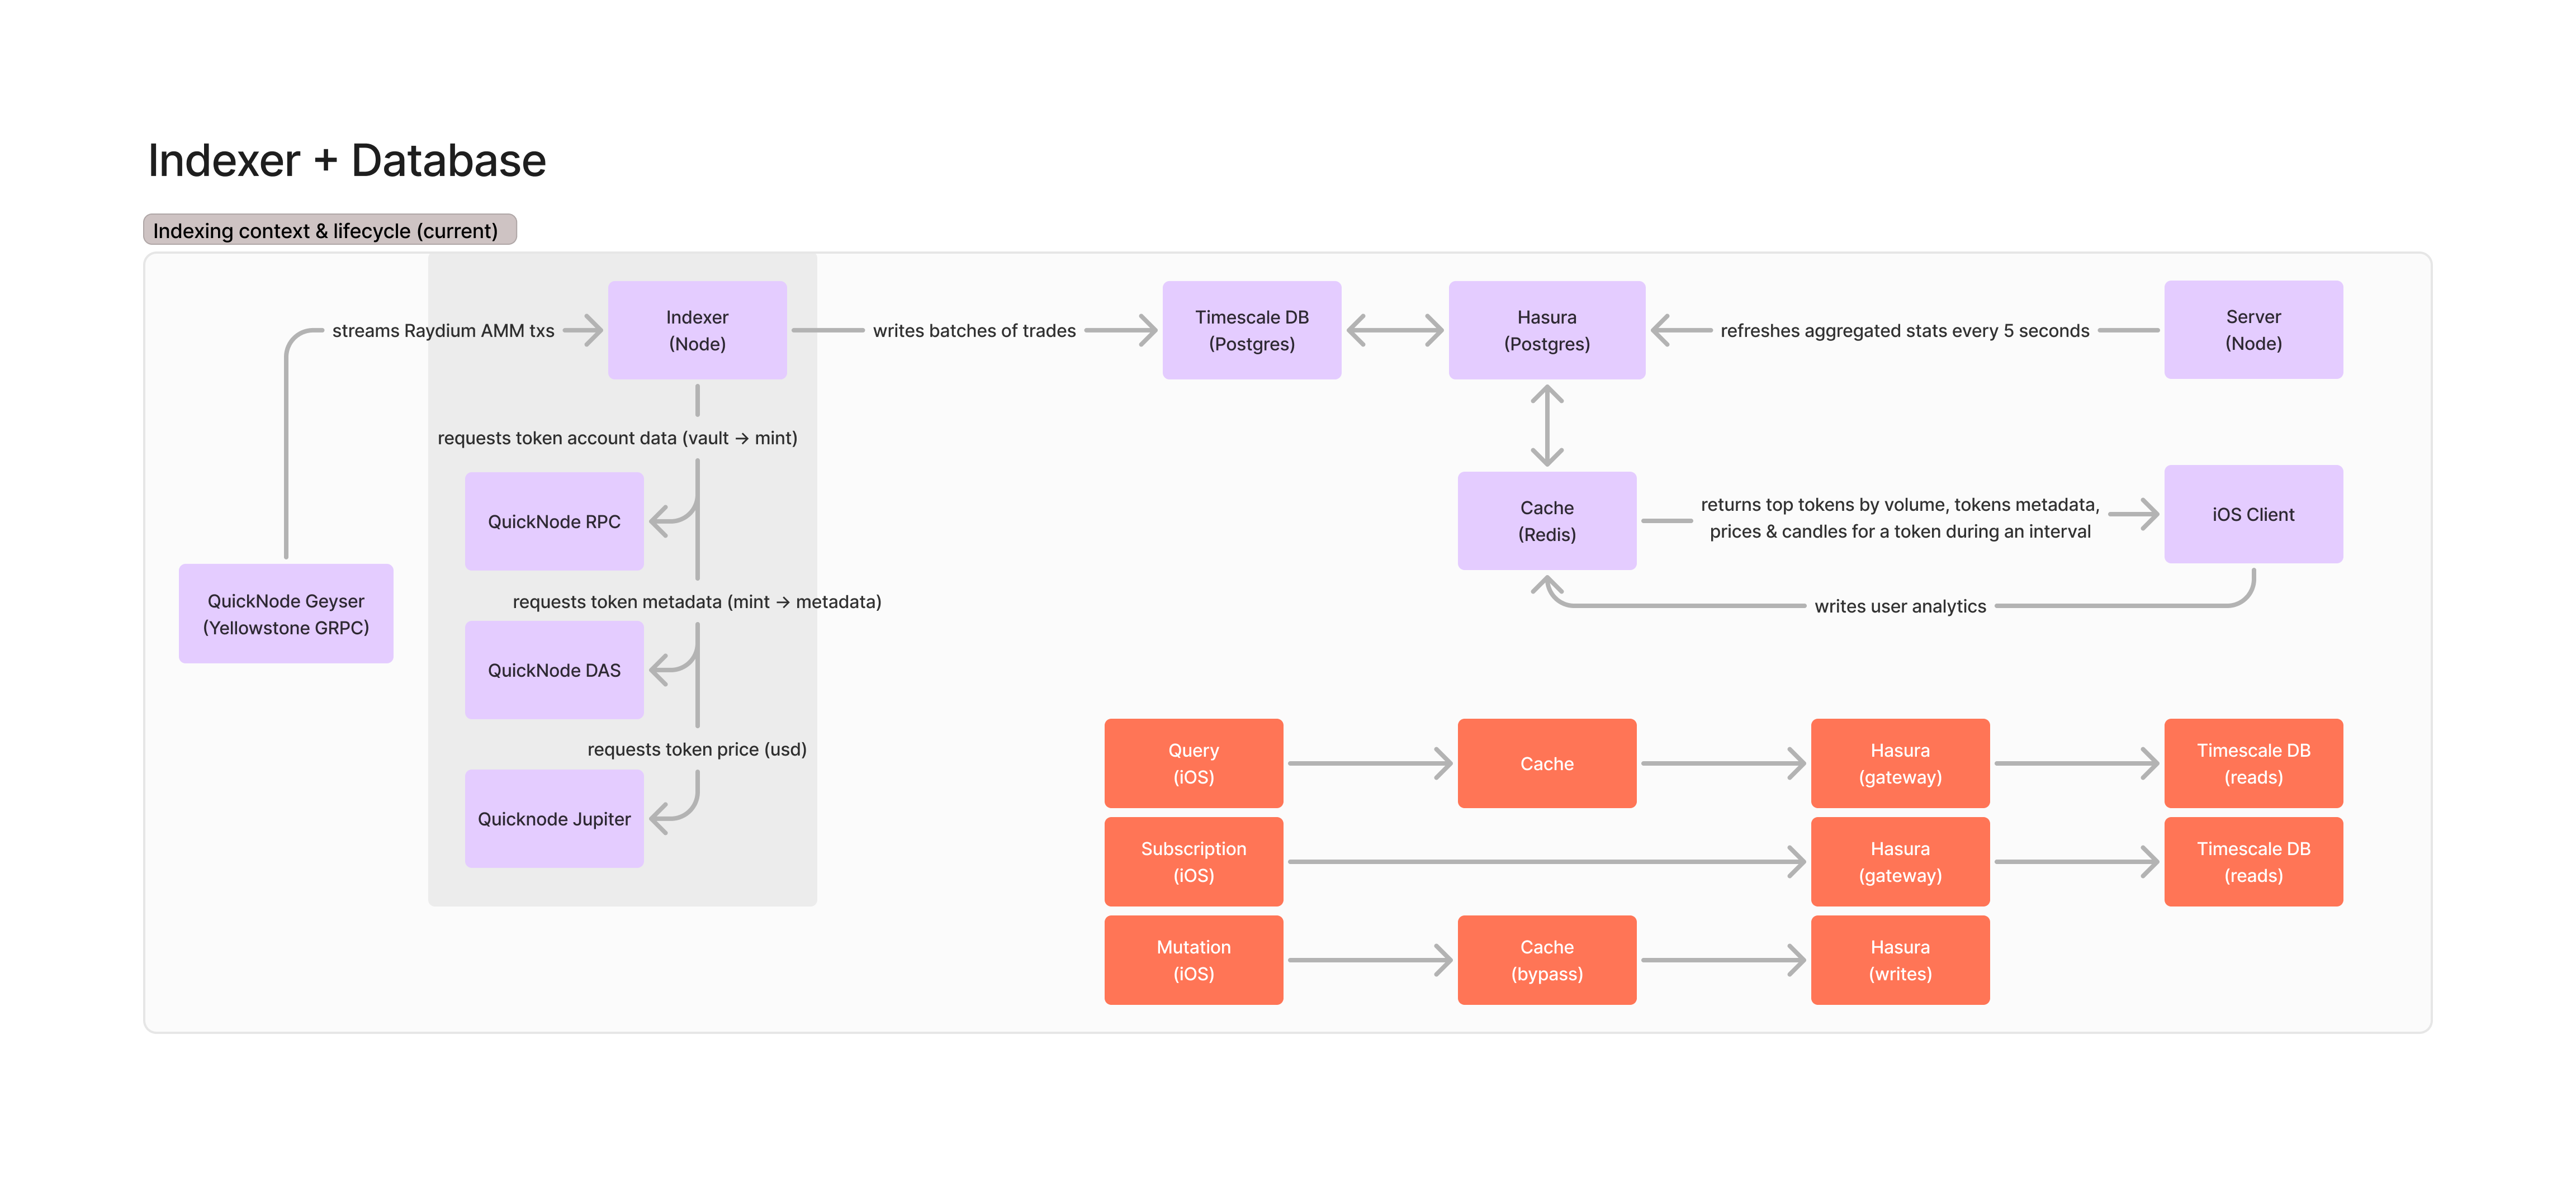 Indexer + Database
Indexing context & lifecycle (current)
streams Raydium AMM txs
Indexer
(Node)
writes batches of trades
Timescale DB
(Postgres)
Hasura
(Postgres)
refreshes aggregated stats every 5 seconds
Server
(Node)
requests token account data (vault → mint)
QuickNode RPC
Cache
(Redis)
returns top tokens by volume, tokens metadata,
prices & candles for a token during an interval
iOS Client
QuickNode Geyser
(Yellowstone GRPC)
requests token metadata (mint → metadata)
writes user analytics
QuickNode DAS
requests token price (usd)
Quicknode Jupiter
Query
(iOS)
Cache
Hasura
(gateway)
Timescale DB
(reads)
Subscription
(iOS)
Hasura
(gateway)
Timescale DB
(reads)
Mutation
(iOS)
Cache
(bypass)
Hasura
(writes)